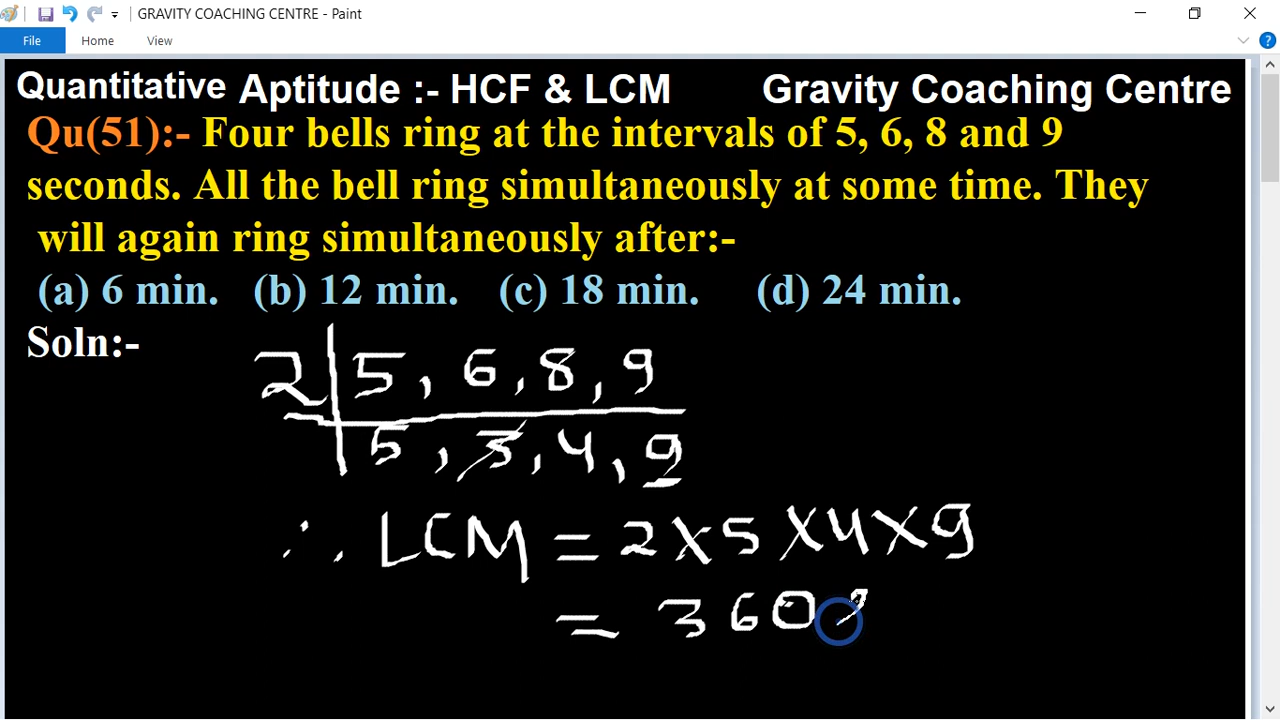 GRAVITY COACHING CENTRE - Paint
File Home View
Quantitative Aptitude :- HCF & LCM Gravity Coaching Centre
Qu(51):- Four bells ring at the intervals of 5, 6, 8 and 9
seconds. All the bell ring simultaneously at some time. They
will again ring simultaneously after:-
(a) 6 min. (b) 12 min. (c) 18 min. (d) 24 min.
Soln:-
2 | 5, 6, 8, 9
5, 3, 4, 9
∴ LCM = 2 X 5 X 4 X 9
= 360